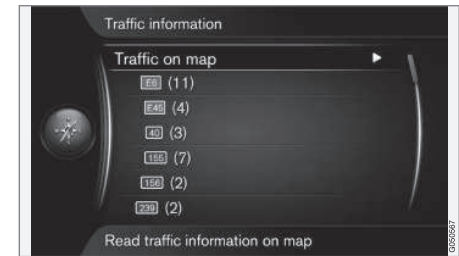 Traffic information
Traffic on map
E6 (11)
E45 (4)
40 (3)
155 (7)
156 (2)
239 (2)
Read traffic information on map
G050567